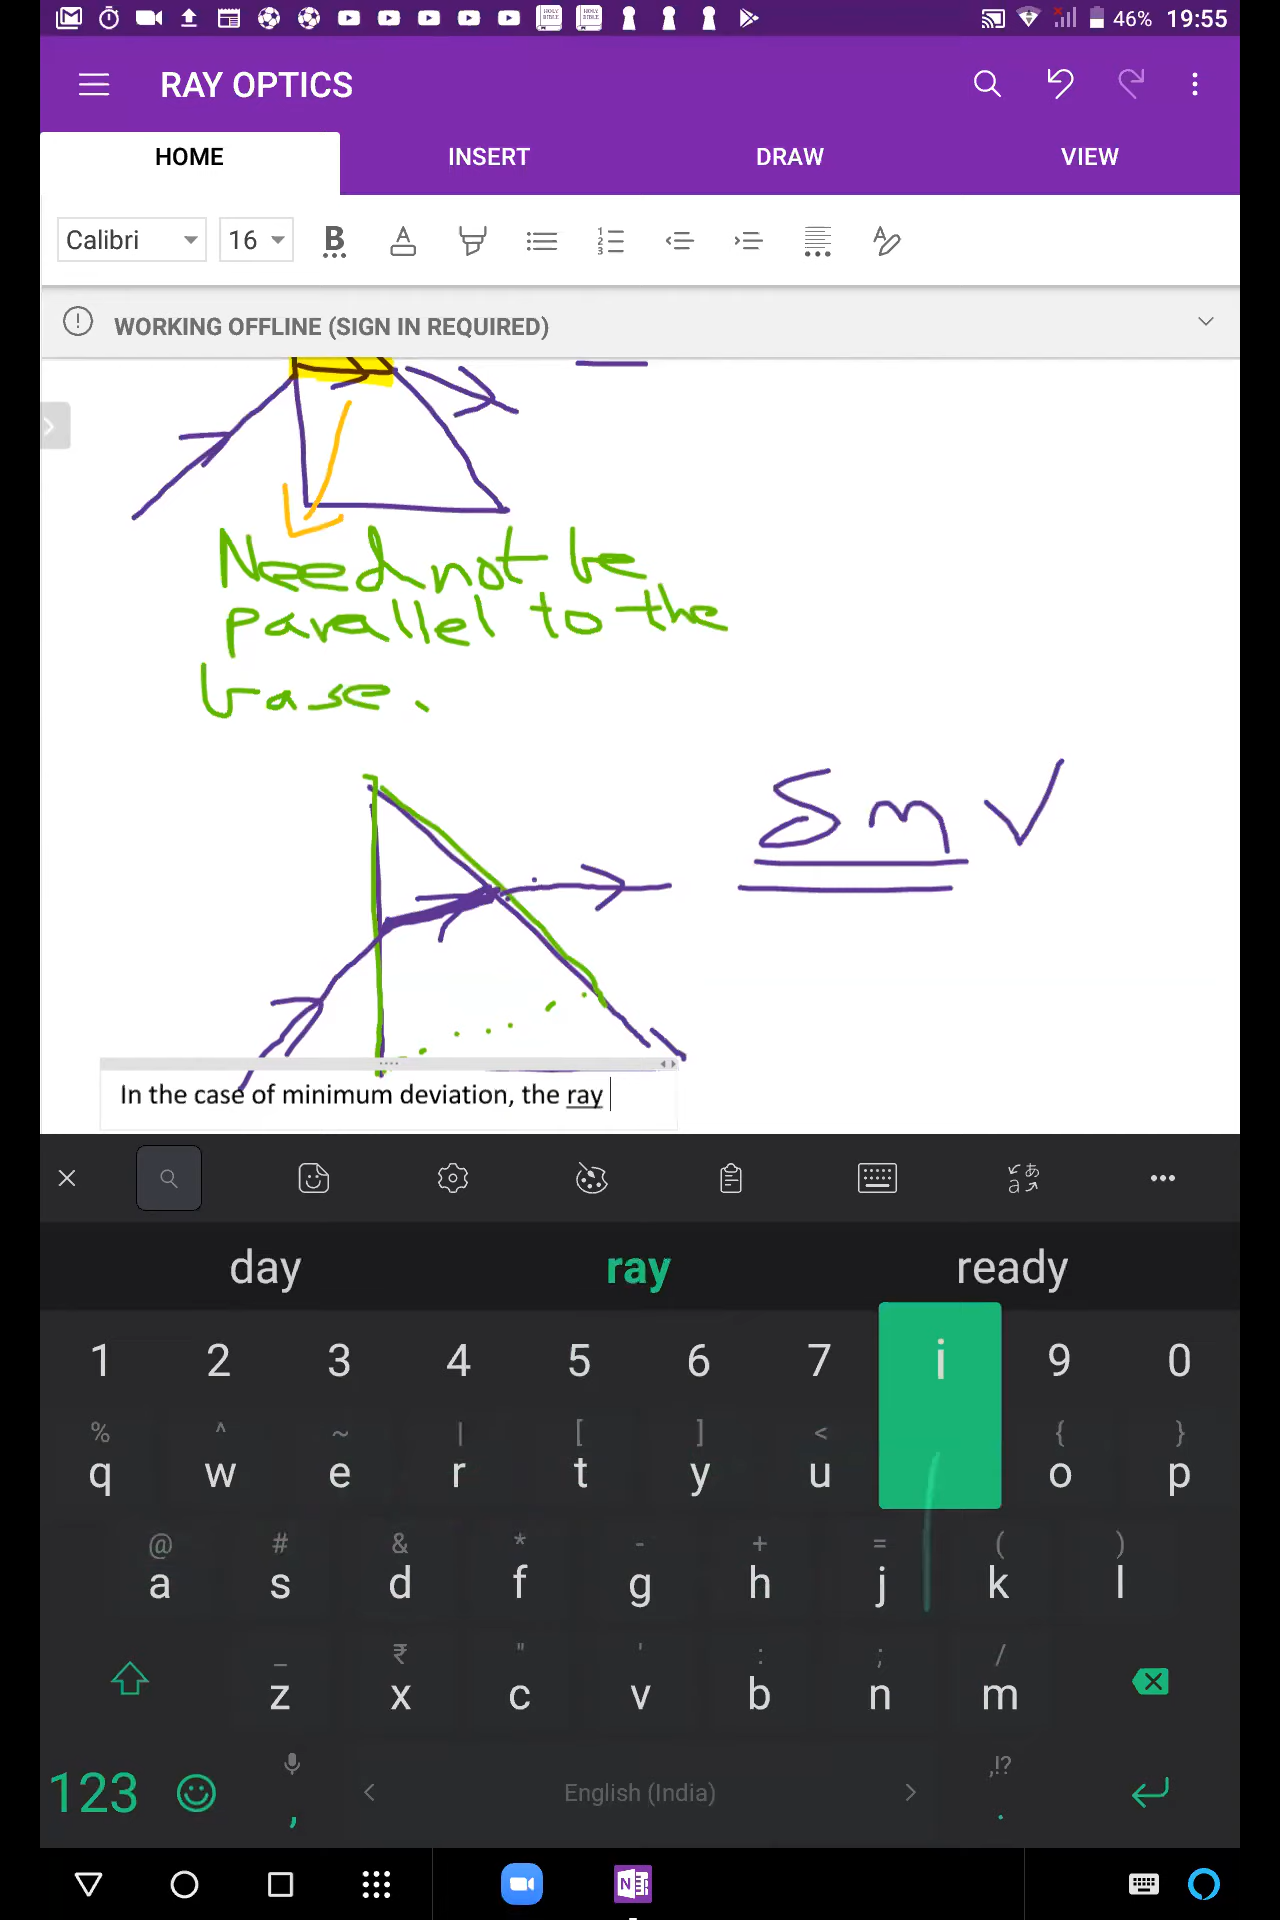 46% 19:55
RAY OPTICS
HOME INSERT DRAW VIEW
Calibri 16 B A
WORKING OFFLINE (SIGN IN REQUIRED)
Need not be
parallel to the
base.
δm
In the case of minimum deviation, the ray
day ray ready
1 2 3 4 5 6 7 i 9 0
% ^ ~ | [ ] < { }
q w e r t y u o p
@ # & * - + = ( )
a s d f g h j k l
_ ₹ " ' : ; /
z x c v b n m
,!?
123 , < English (India) > .